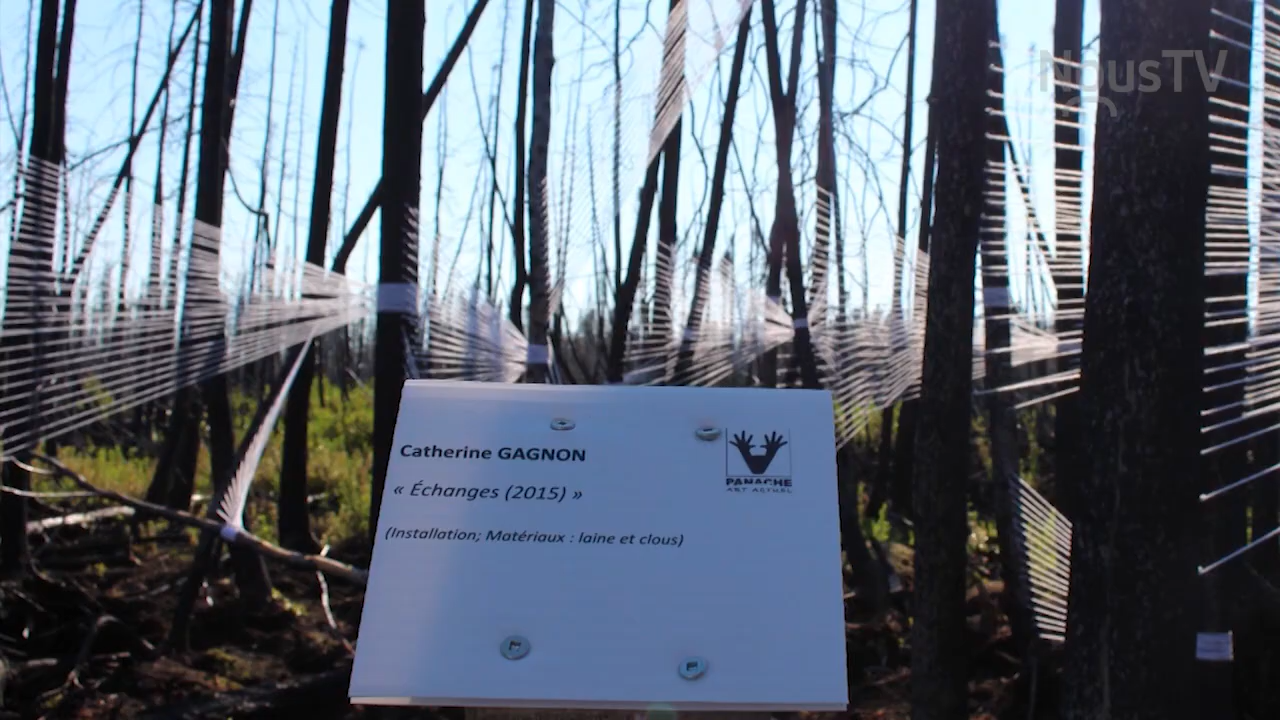 NousTV
Catherine GAGNON
« Échanges (2015) »
(Installation; Matériaux : laine et clous)
PANACHE
ART ACTUEL